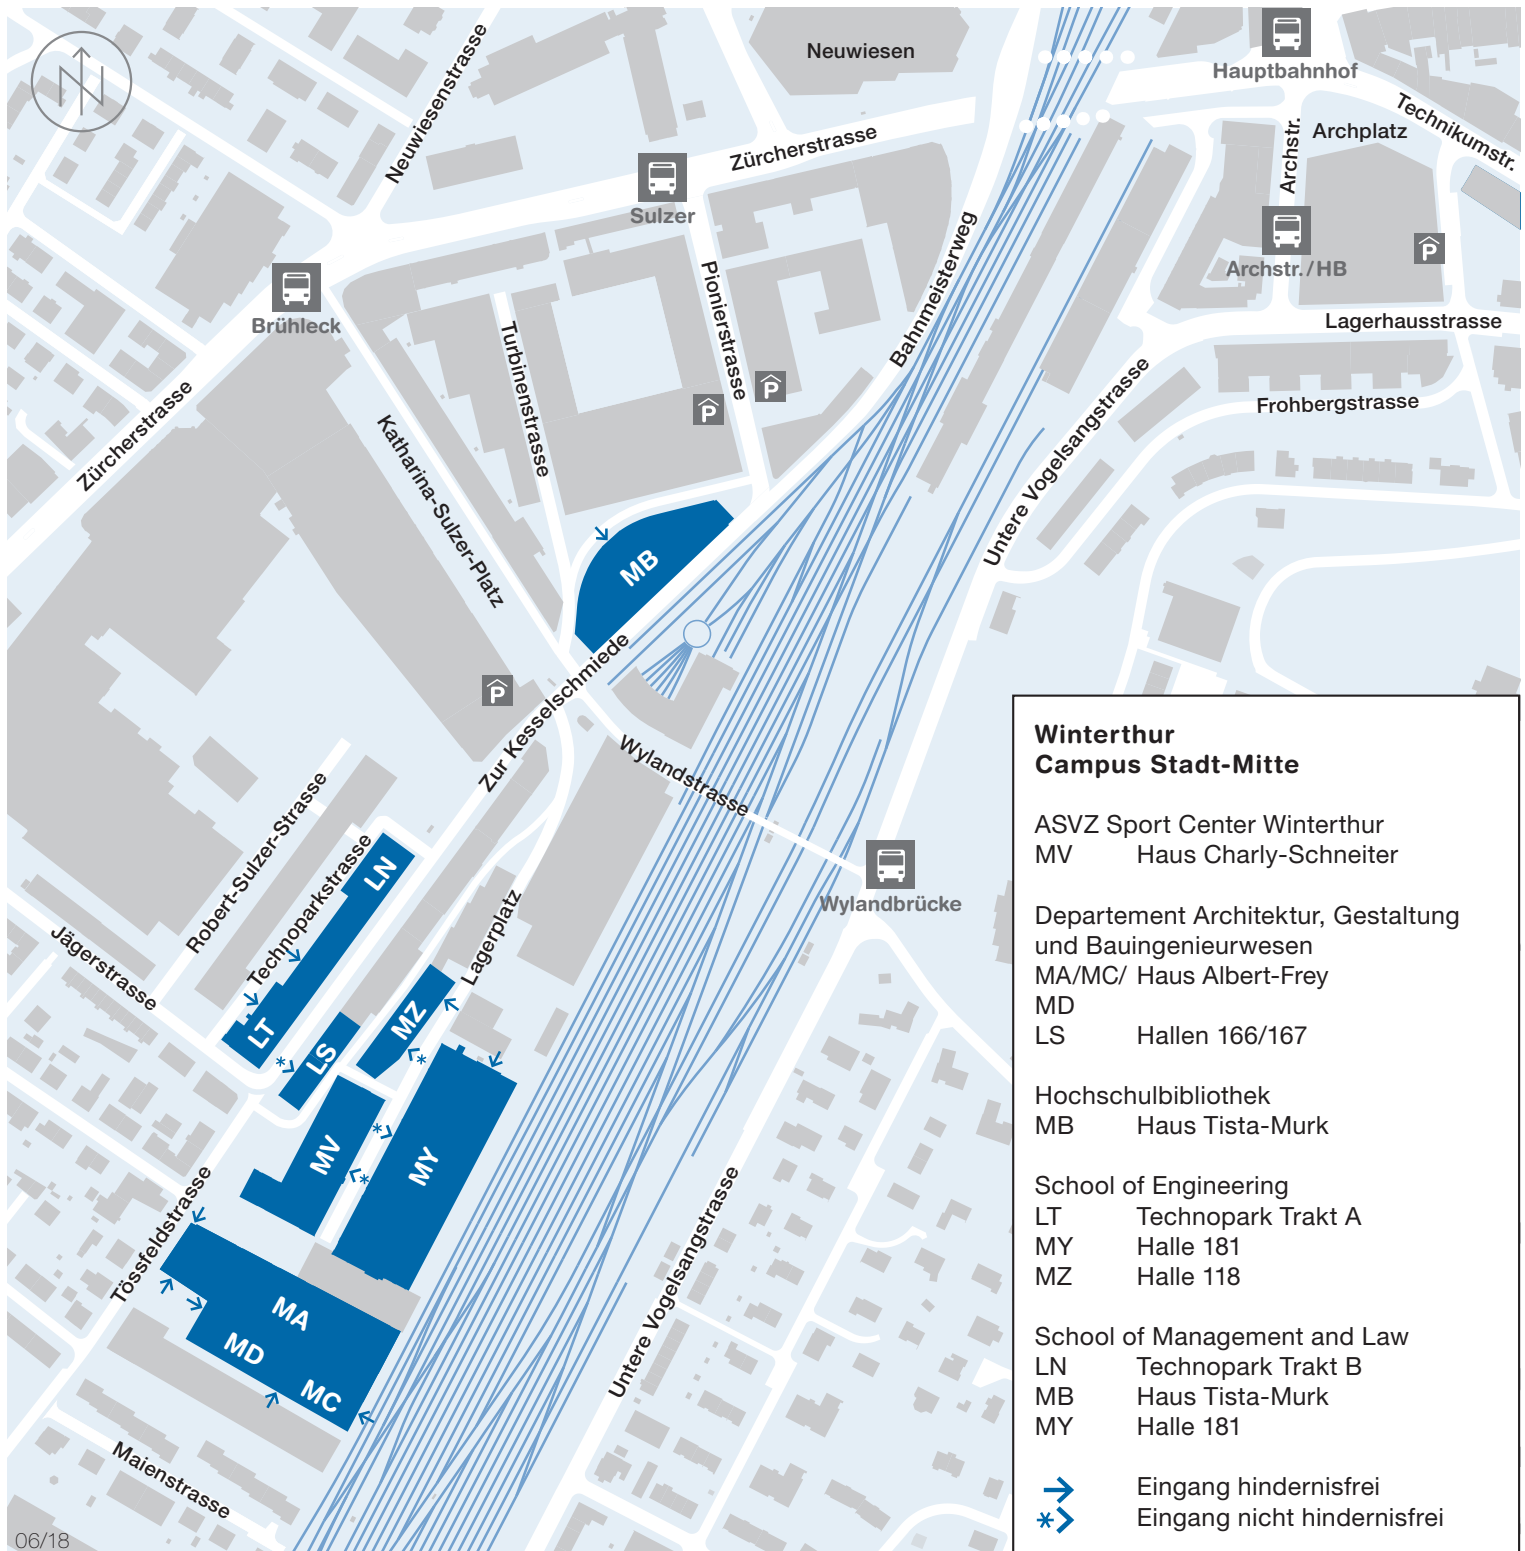 Neuwiesen
Hauptbahnhof
Technikumstr.
Archplatz
Archstr.
Neuwiesenstrasse
Zürcherstrasse
Sulzer
Archstr./HB
P
Brühleck
Lagerhausstrasse
Pionierstrasse
Bahnmeisterweg
Turbinenstrasse
P
P
Frohbergstrasse
Zürcherstrasse
Katharina-Sulzer-Platz
Untere Vogelsangstrasse
MB
P
Zur Kesselschmiede
Wylandstrasse
Robert-Sulzer-Strasse
Technoparkstrasse
LN
Wylandbrücke
Jägerstrasse
Lagerplatz
LT
LS
MZ
MV
MY
Tössfeldstrasse
Untere Vogelsangstrasse
MA
MD
MC
Maienstrasse
06/18
N
Winterthur
Campus Stadt-Mitte
ASVZ Sport Center Winterthur
MV Haus Charly-Schneiter
Departement Architektur, Gestaltung
und Bauingenieurwesen
MA/MC/ Haus Albert-Frey
MD
LS Hallen 166/167
Hochschulbibliothek
MB Haus Tista-Murk
School of Engineering
LT Technopark Trakt A
MY Halle 181
MZ Halle 118
School of Management and Law
LN Technopark Trakt B
MB Haus Tista-Murk
MY Halle 181
Eingang hindernisfrei
* Eingang nicht hindernisfrei